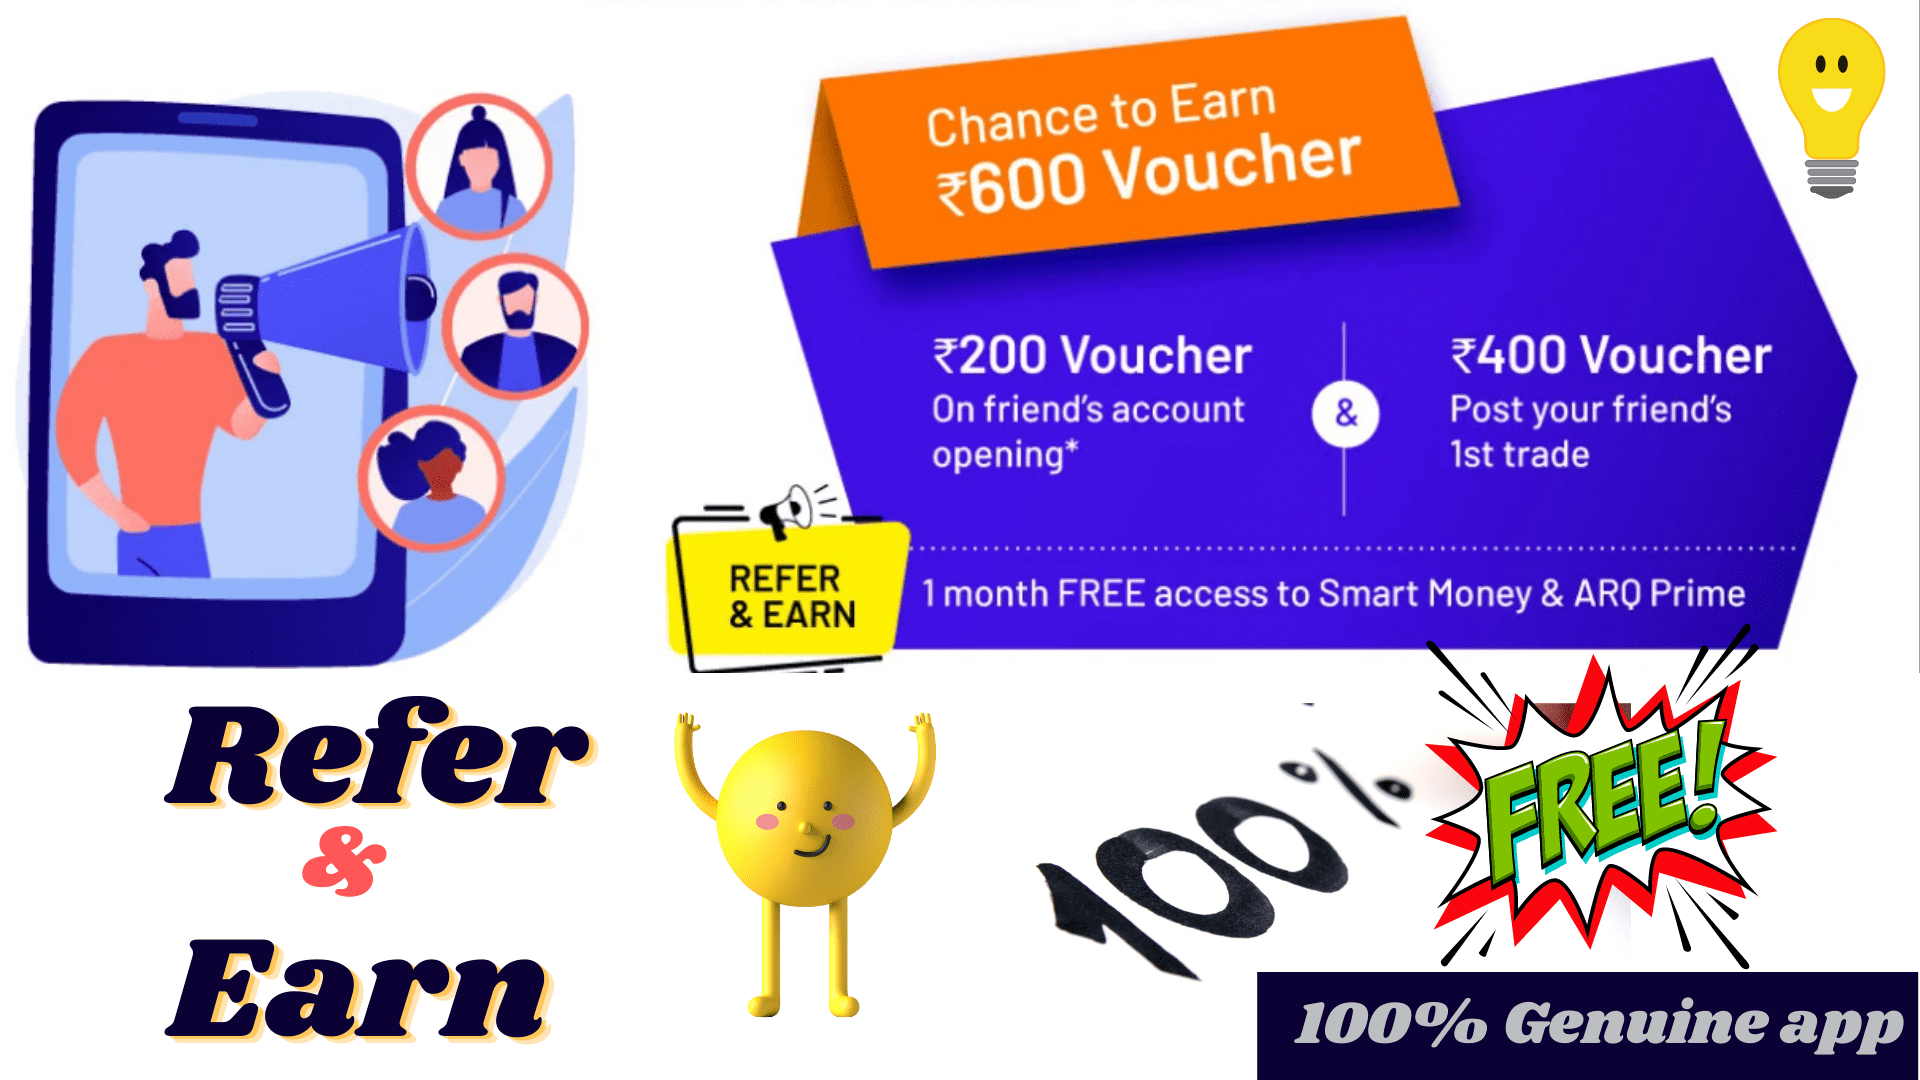 Chance to Earn
₹600 Voucher
₹200 Voucher
On friend's account
opening*
&
₹400 Voucher
Post your friend's
1st trade
REFER
& EARN
1 month FREE access to Smart Money & ARQ Prime
Refer
&
Earn
100%
FREE!
100% Genuine app